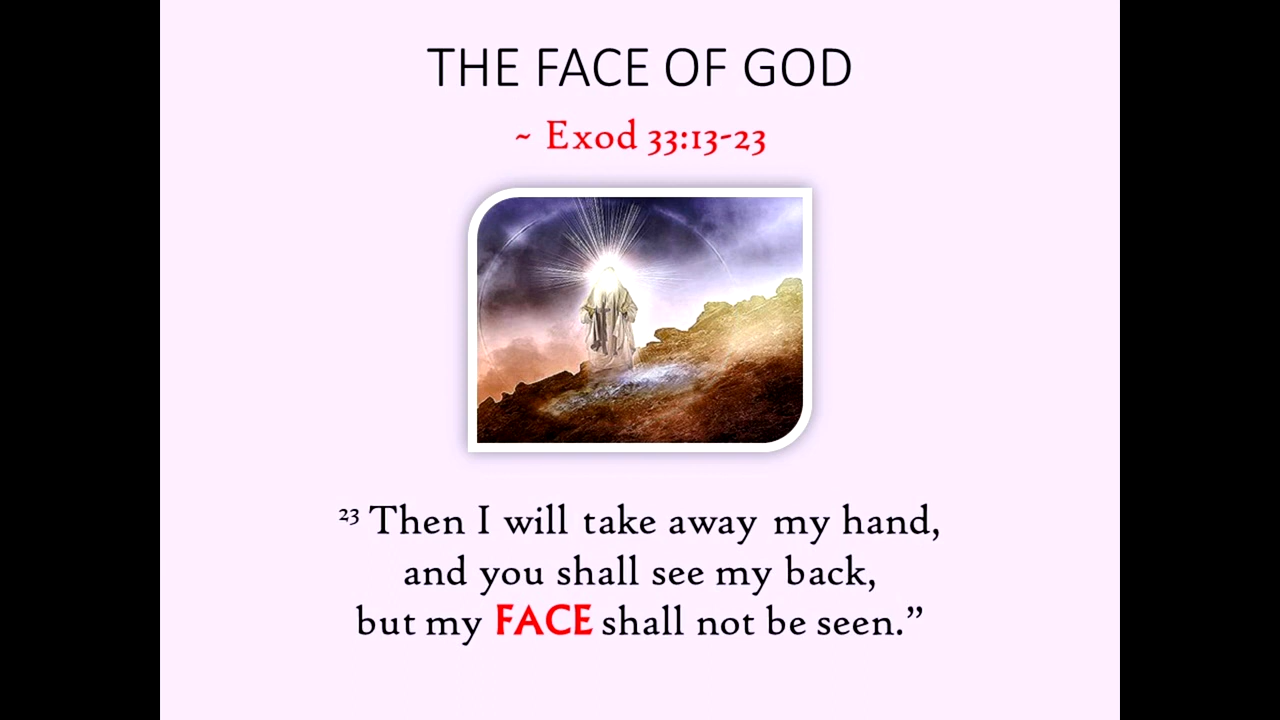 THE FACE OF GOD
~ Exod 33:13-23
²³ Then I will take away my hand,
and you shall see my back,
but my FACE shall not be seen.”